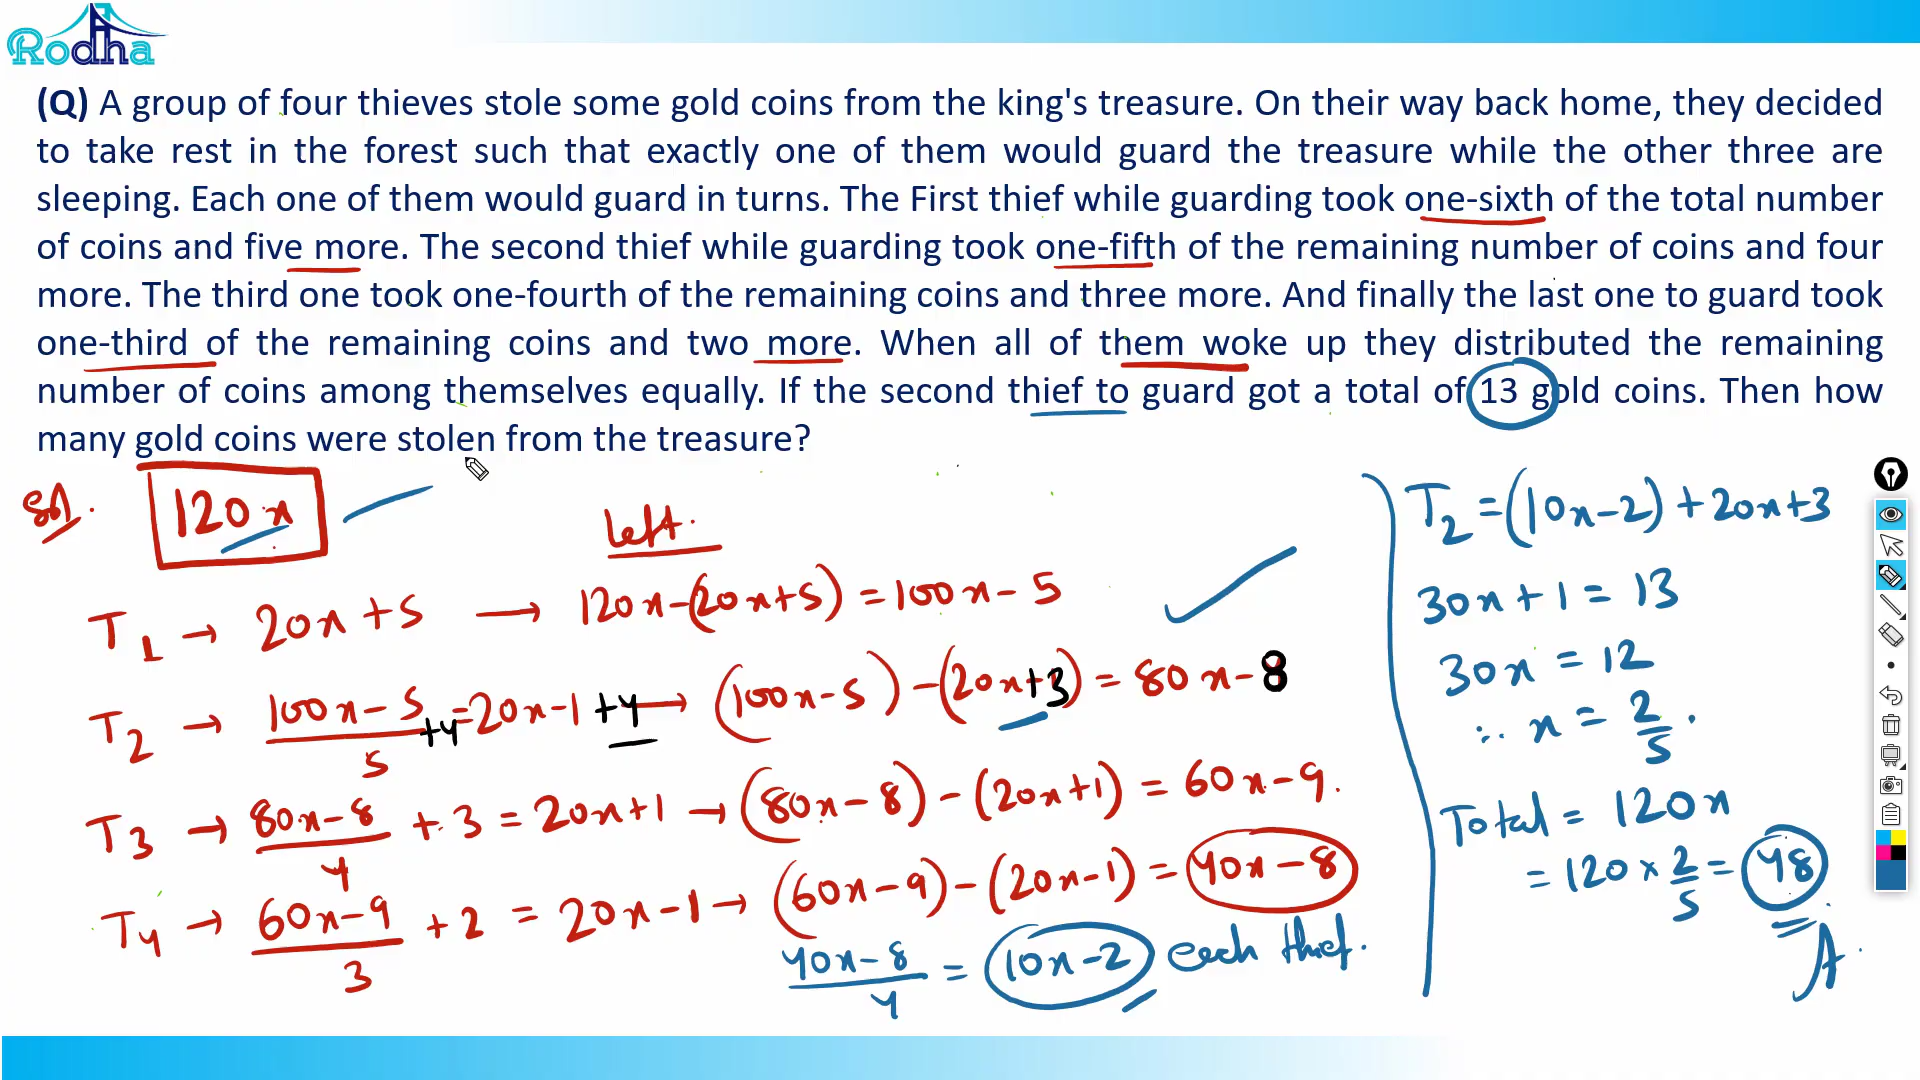 Rodha
(Q) A group of four thieves stole some gold coins from the king's treasure. On their way back home, they decided
to take rest in the forest such that exactly one of them would guard the treasure while the other three are
sleeping. Each one of them would guard in turns. The First thief while guarding took one-sixth of the total number
of coins and five more. The second thief while guarding took one-fifth of the remaining number of coins and four
more. The third one took one-fourth of the remaining coins and three more. And finally the last one to guard took
one-third of the remaining coins and two more. When all of them woke up they distributed the remaining
number of coins among themselves equally. If the second thief to guard got a total of 13 gold coins. Then how
many gold coins were stolen from the treasure?
Sol.
120x
left.
T1 → 20x+5 → 120x-(20x+5) = 100x-5
T2 → (100x-5)/5 +4 = 20x-1+4 → (100x-5) - (20x+3) = 80x-8
T3 → (80x-8)/4 + 3 = 20x+1 → (80x-8) - (20x+1) = 60x-9.
T4 → (60x-9)/3 + 2 = 20x-1 → (60x-9) - (20x-1) = 40x-8
(40x-8)/4 = 10x-2 each thief.
T2 = (10x-2) + 20x+3
30x+1 = 13
30x = 12
∴ x = 2/5.
Total = 120x
= 120 × 2/5 = 48
A